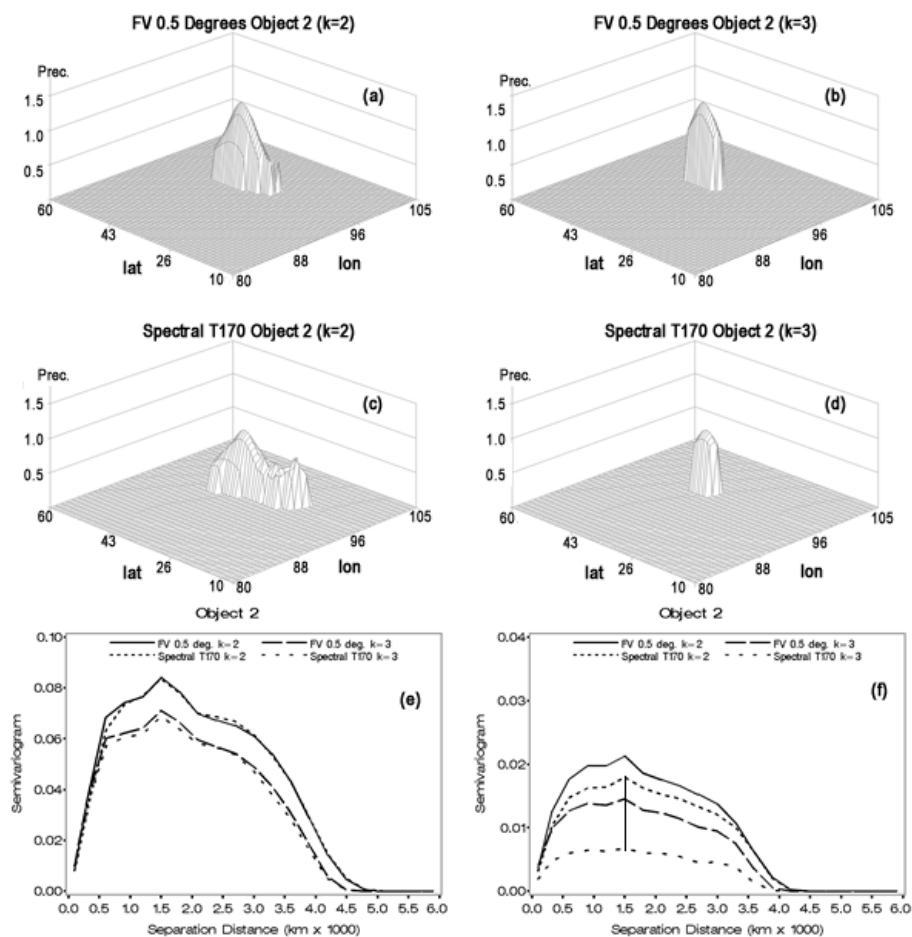 FV 0.5 Degrees Object 2 (k=2)
Prec.
(a)
1.5
1.0
0.5
60
105
43
96
lat
26
88
lon
10
80
FV 0.5 Degrees Object 2 (k=3)
Prec.
(b)
1.5
1.0
0.5
60
105
43
96
lat
26
88
lon
10
80
Spectral T170 Object 2 (k=2)
Prec.
(c)
1.5
1.0
0.5
60
105
43
96
lat
26
88
lon
10
80
Spectral T170 Object 2 (k=3)
Prec.
(d)
1.5
1.0
0.5
60
105
43
96
lat
26
88
lon
10
80
Object 2
FV 0.5 deg. k=2
FV 0.5 deg. k=3
Spectral T170 k=2
Spectral T170 k=3
(e)
Semivariogram
0.10
0.08
0.06
0.04
0.02
0.00
0.0 0.5 1.0 1.5 2.0 2.5 3.0 3.5 4.0 4.5 5.0 5.5 6.0
Separation Distance (km x 1000)
Object 2
FV 0.5 deg. k=2
FV 0.5 deg. k=3
Spectral T170 k=2
Spectral T170 k=3
(f)
Semivariogram
0.04
0.03
0.02
0.01
0.00
0.0 0.5 1.0 1.5 2.0 2.5 3.0 3.5 4.0 4.5 5.0 5.5 6.0
Separation Distance (km x 1000)